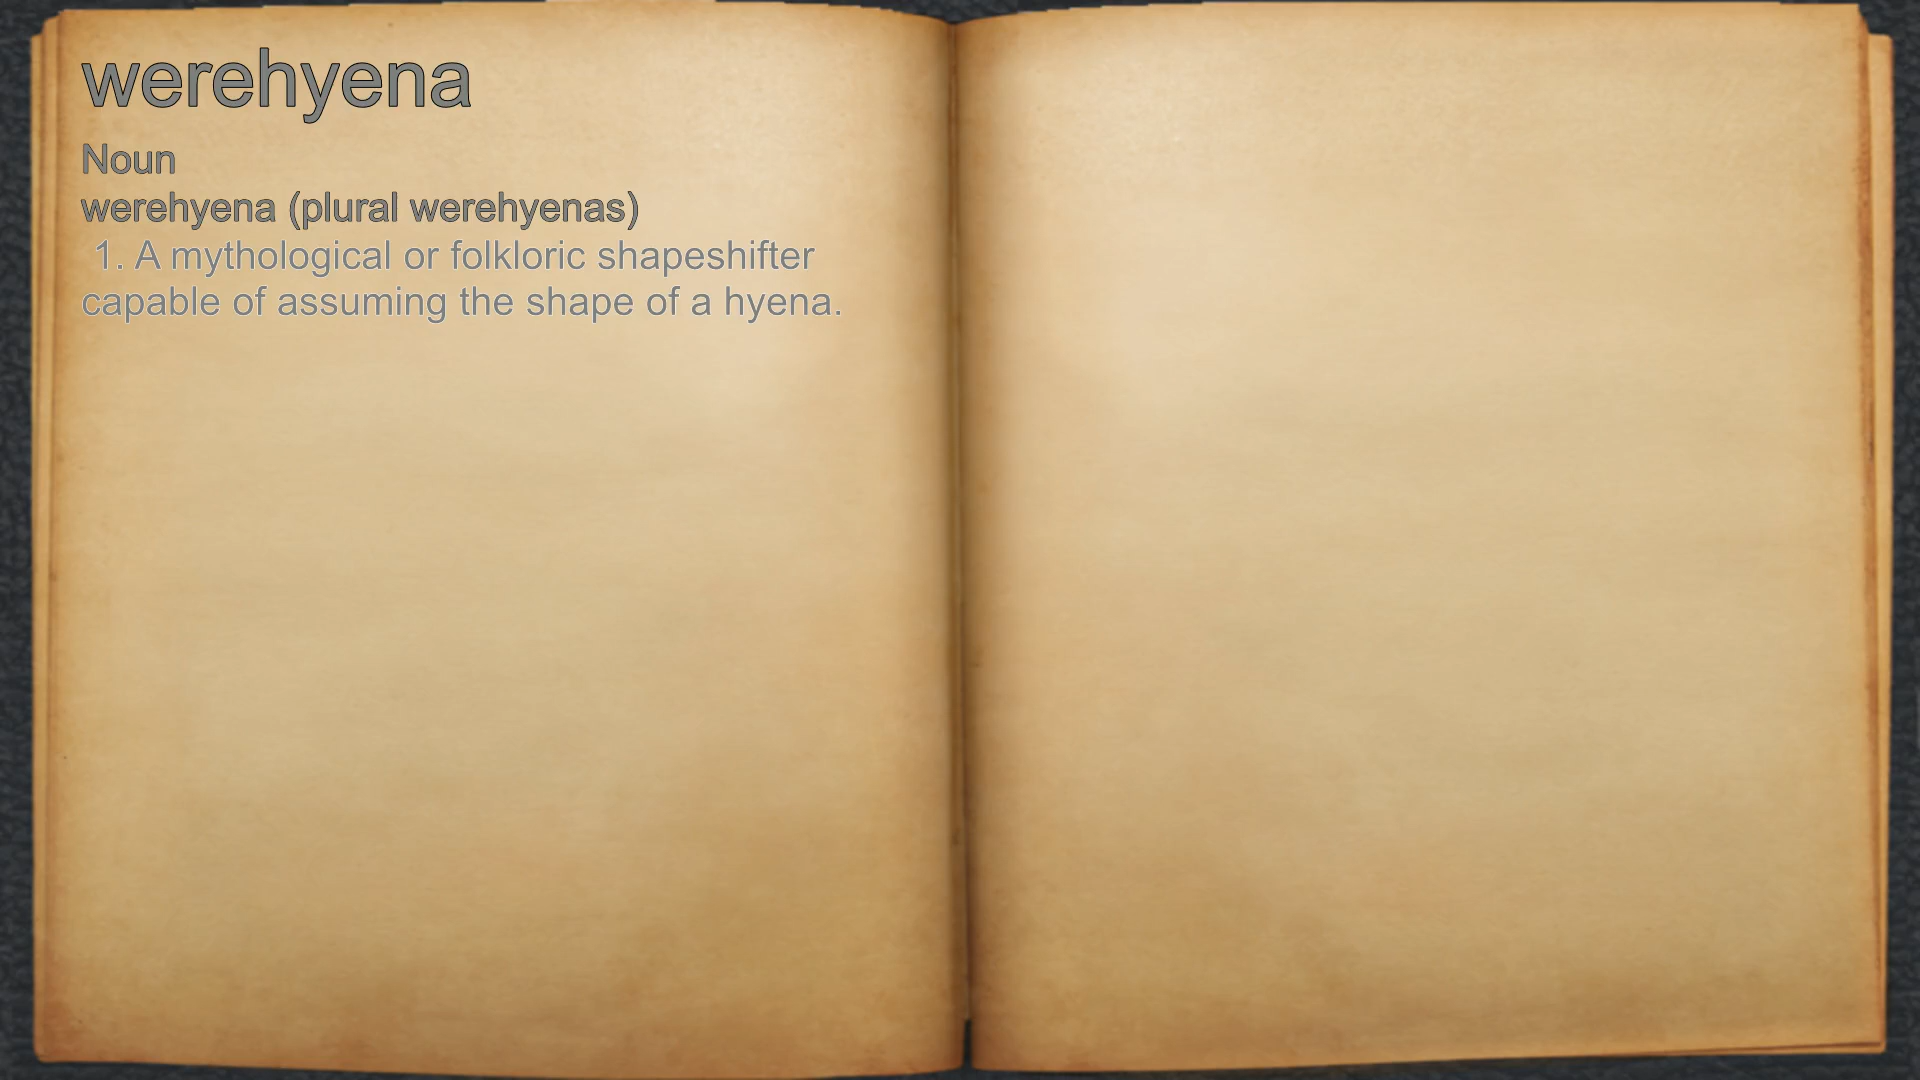 werehyena
Noun
werehyena (plural werehyenas)
1. A mythological or folkloric shapeshifter
capable of assuming the shape of a hyena.